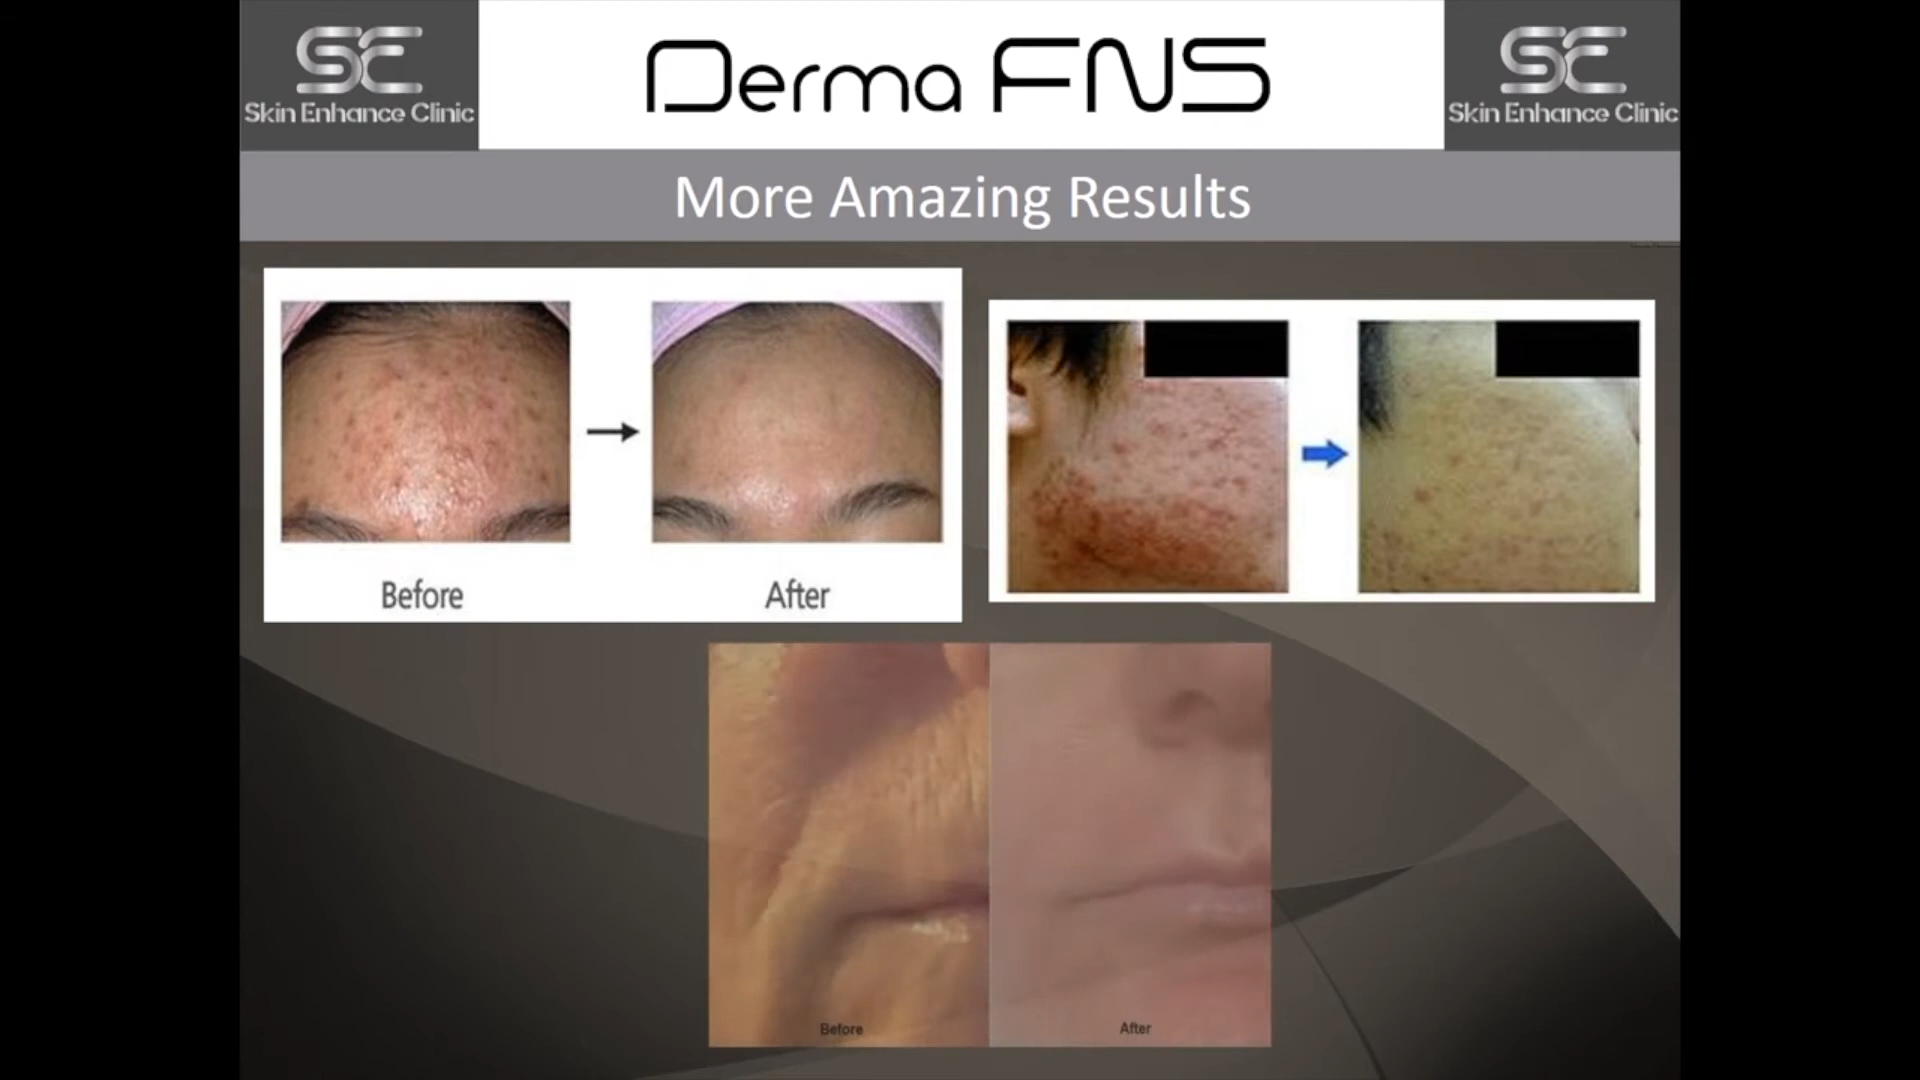 SE
Skin Enhance Clinic
Derma FNS
SE
Skin Enhance Clinic
More Amazing Results
Before
After
Before
After